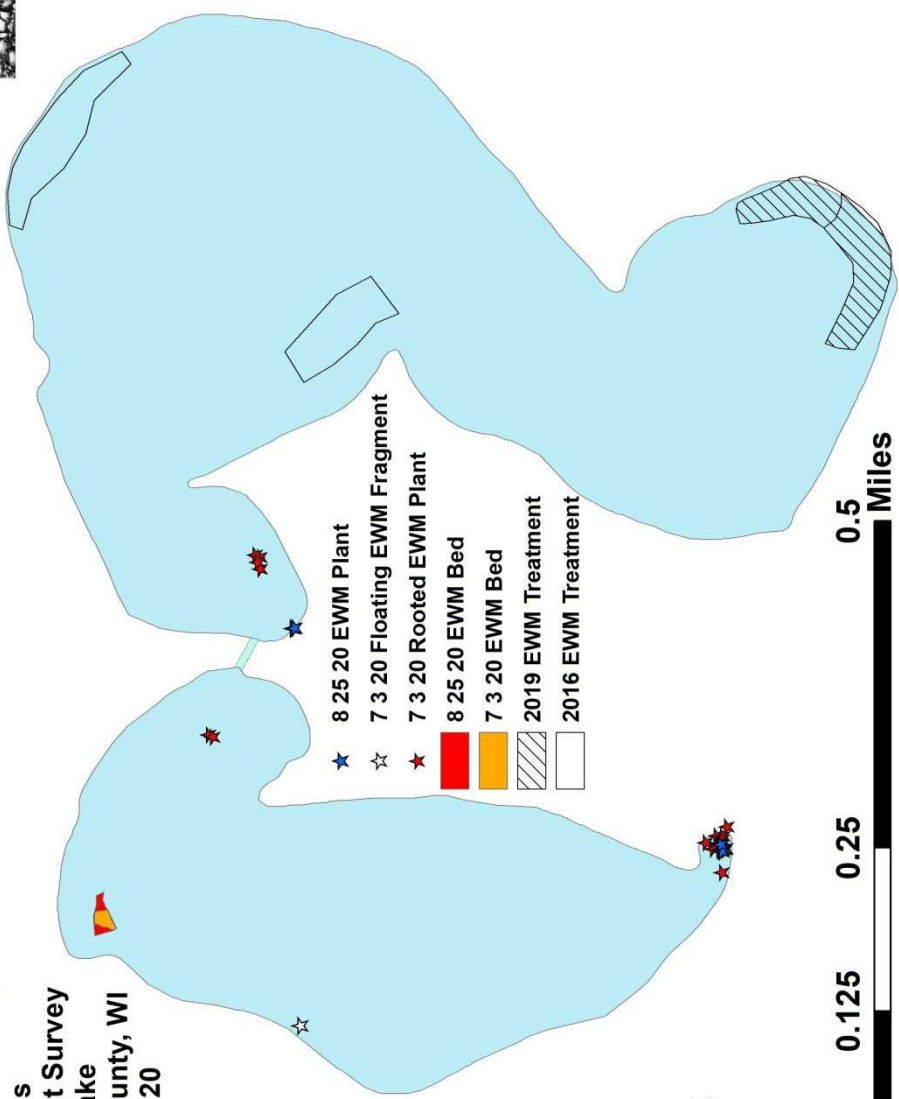 s
t Survey
ke
unty, WI
20
8 25 20 EWM Plant
7 3 20 Floating EWM Fragment
7 3 20 Rooted EWM Plant
8 25 20 EWM Bed
7 3 20 EWM Bed
2019 EWM Treatment
2016 EWM Treatment
0.125
0.25
0.5
Miles